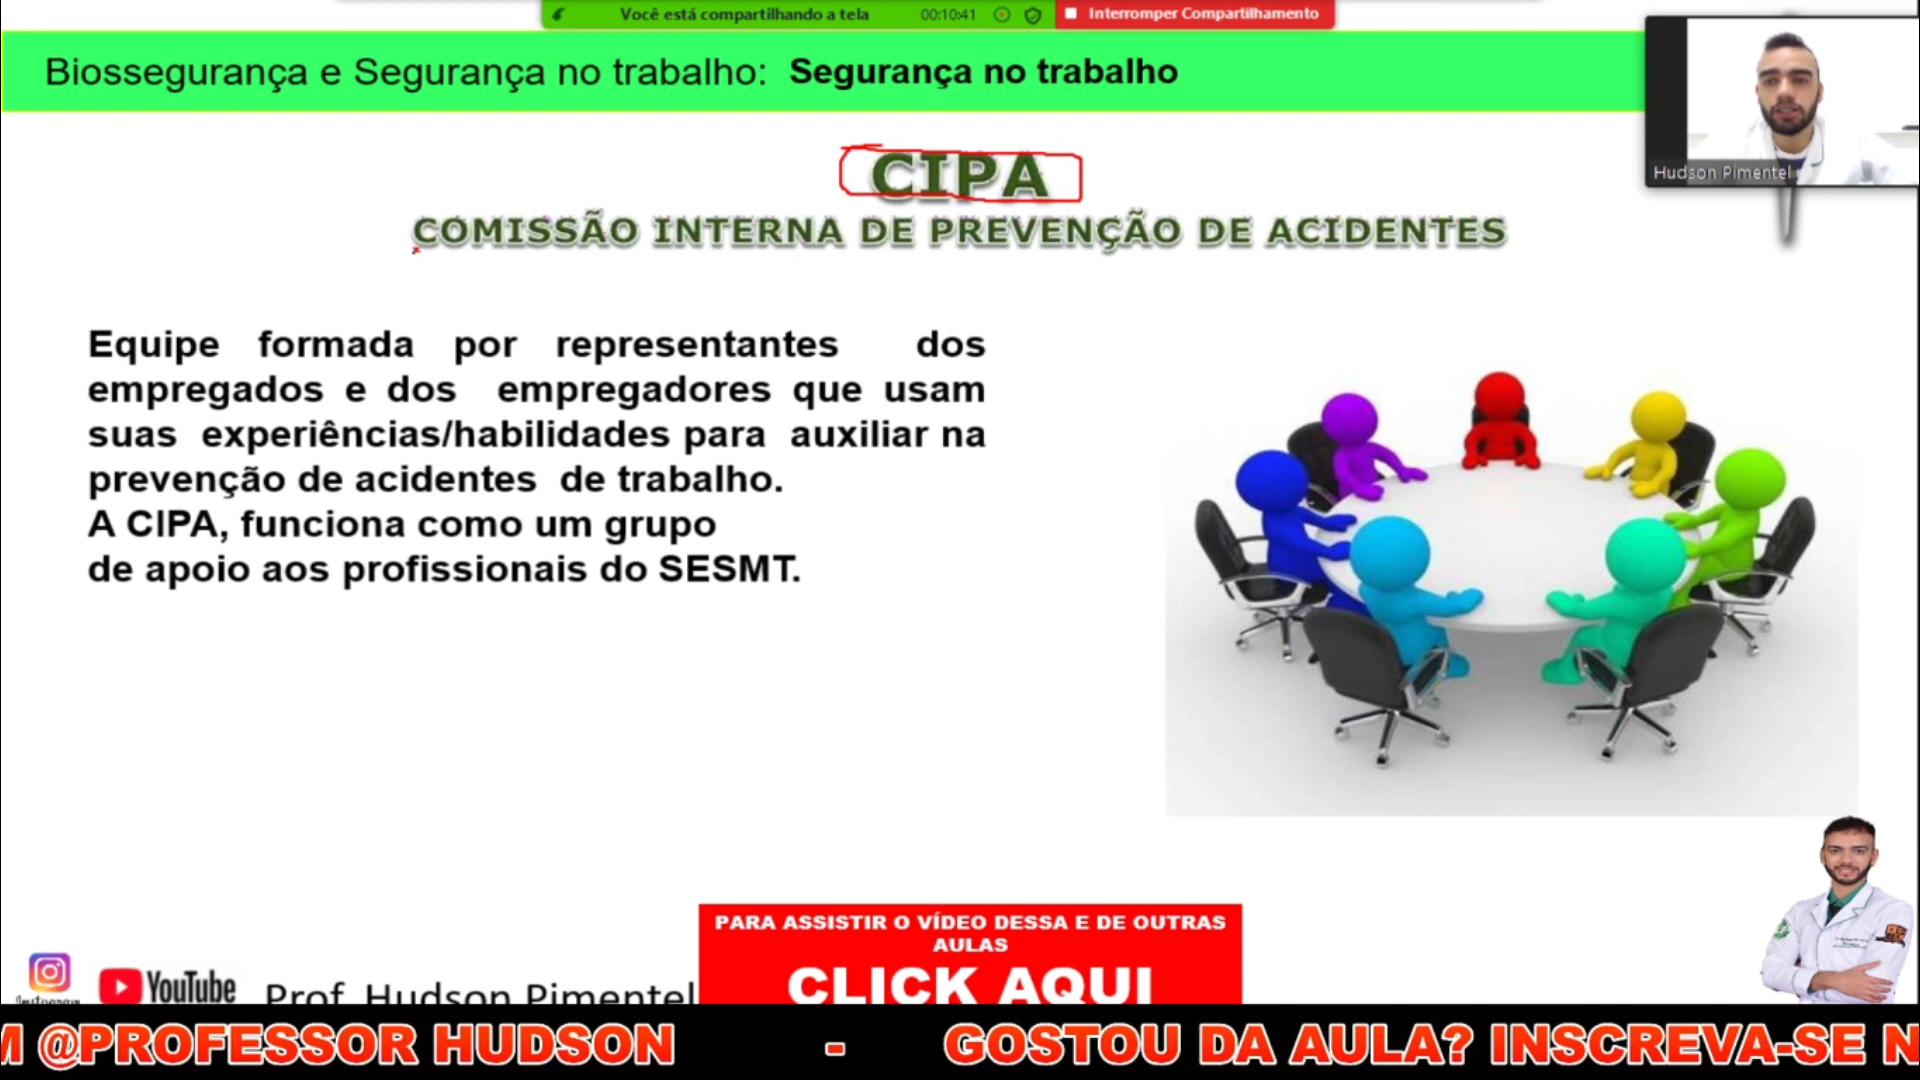 Você está compartilhando a tela 00:10:41 Interromper Compartilhamento
Biossegurança e Segurança no trabalho: Segurança no trabalho
Hudson Pimentel
CIPA
COMISSÃO INTERNA DE PREVENÇÃO DE ACIDENTES
Equipe formada por representantes dos
empregados e dos empregadores que usam
suas experiências/habilidades para auxiliar na
prevenção de acidentes de trabalho.
A CIPA, funciona como um grupo
de apoio aos profissionais do SESMT.
PARA ASSISTIR O VÍDEO DESSA E DE OUTRAS
AULAS
CLICK AQUI
Instagram
YouTube
Prof. Hudson Pimentel
M @PROFESSOR HUDSON - GOSTOU DA AULA? INSCREVA-SE N